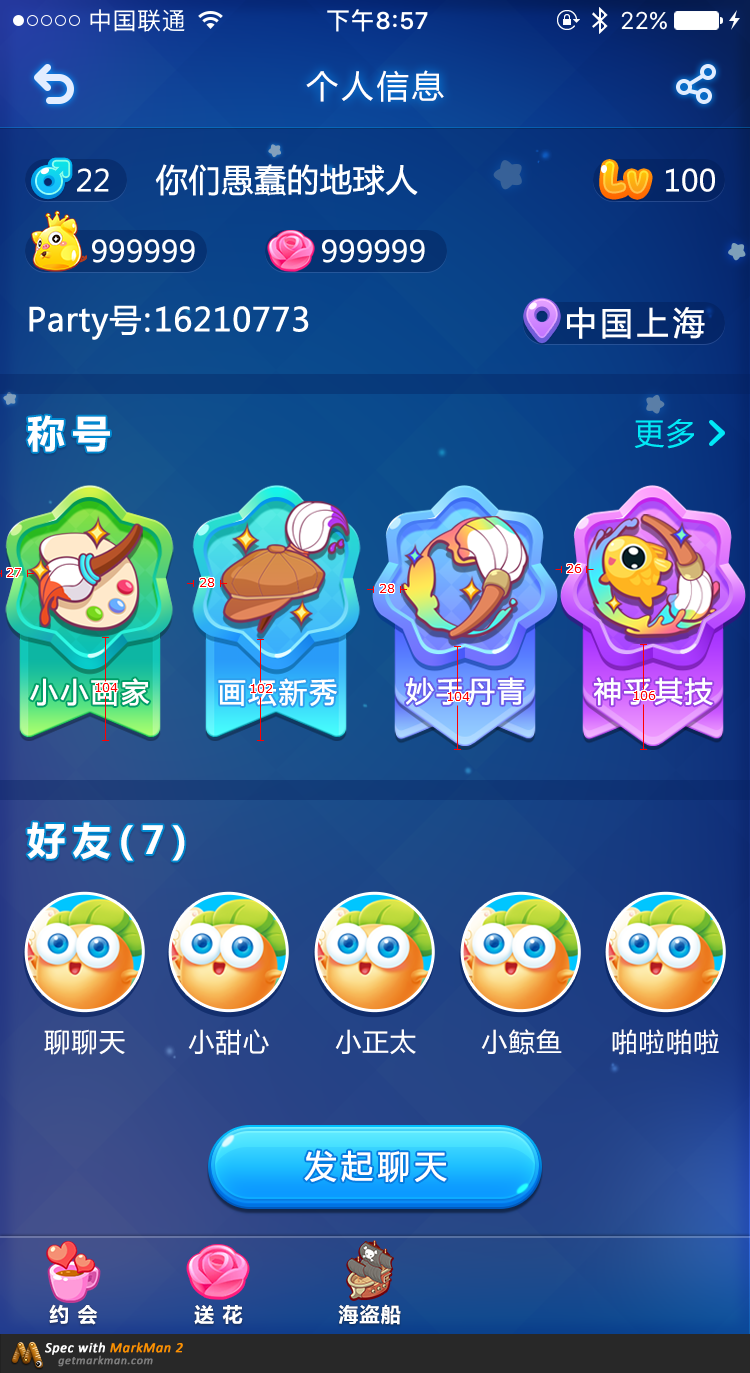 中国联通 下午8:57 22%
个人信息
22 你们愚蠢的地球人 Lv 100
999999 999999
Party号:16210773 中国上海
称号 更多
27 28 28 26
小小画家 画坛新秀 妙手丹青 神乎其技
104 102 104 106
好友(7)
聊聊天 小甜心 小正太 小鲸鱼 啪啦啪啦
发起聊天
约会 送花 海盗船
Spec with MarkMan 2
getmarkman.com